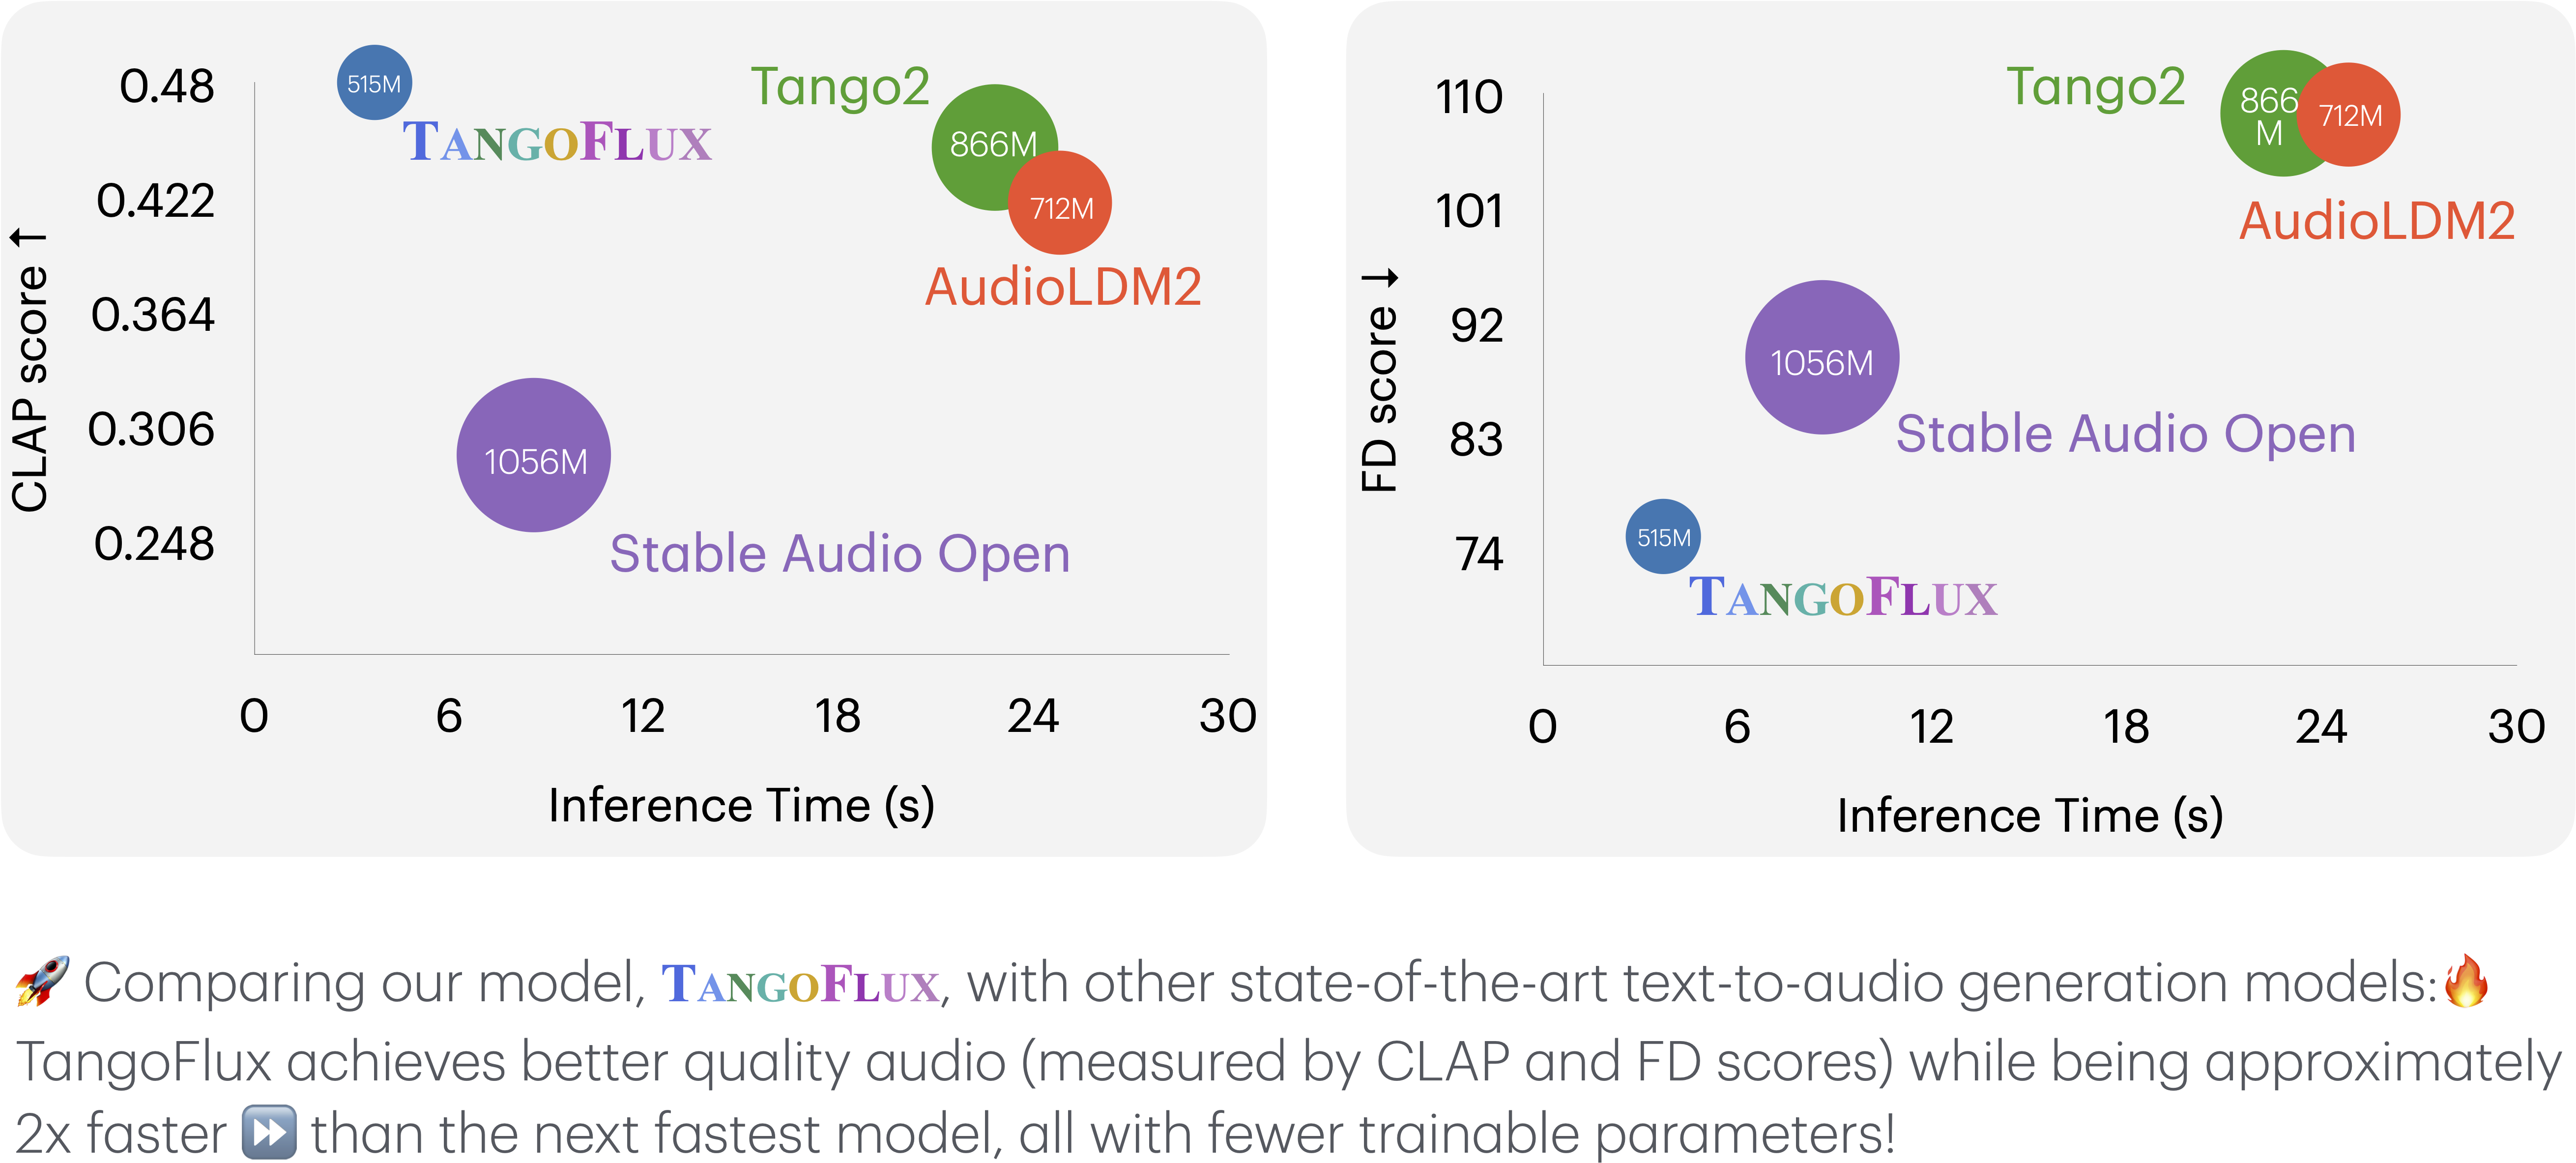 0.48
0.422
0.364
0.306
0.248
CLAP score ↑
515M
TANGOFLUX
Tango2
866M
712M
AudioLDM2
1056M
Stable Audio Open
0 6 12 18 24 30
Inference Time (s)
110
101
92
83
74
FD score ↓
Tango2
866
M
712M
AudioLDM2
1056M
Stable Audio Open
515M
TANGOFLUX
0 6 12 18 24 30
Inference Time (s)
🚀 Comparing our model, TANGOFLUX, with other state-of-the-art text-to-audio generation models:🔥
TangoFlux achieves better quality audio (measured by CLAP and FD scores) while being approximately
2x faster ⏩ than the next fastest model, all with fewer trainable parameters!